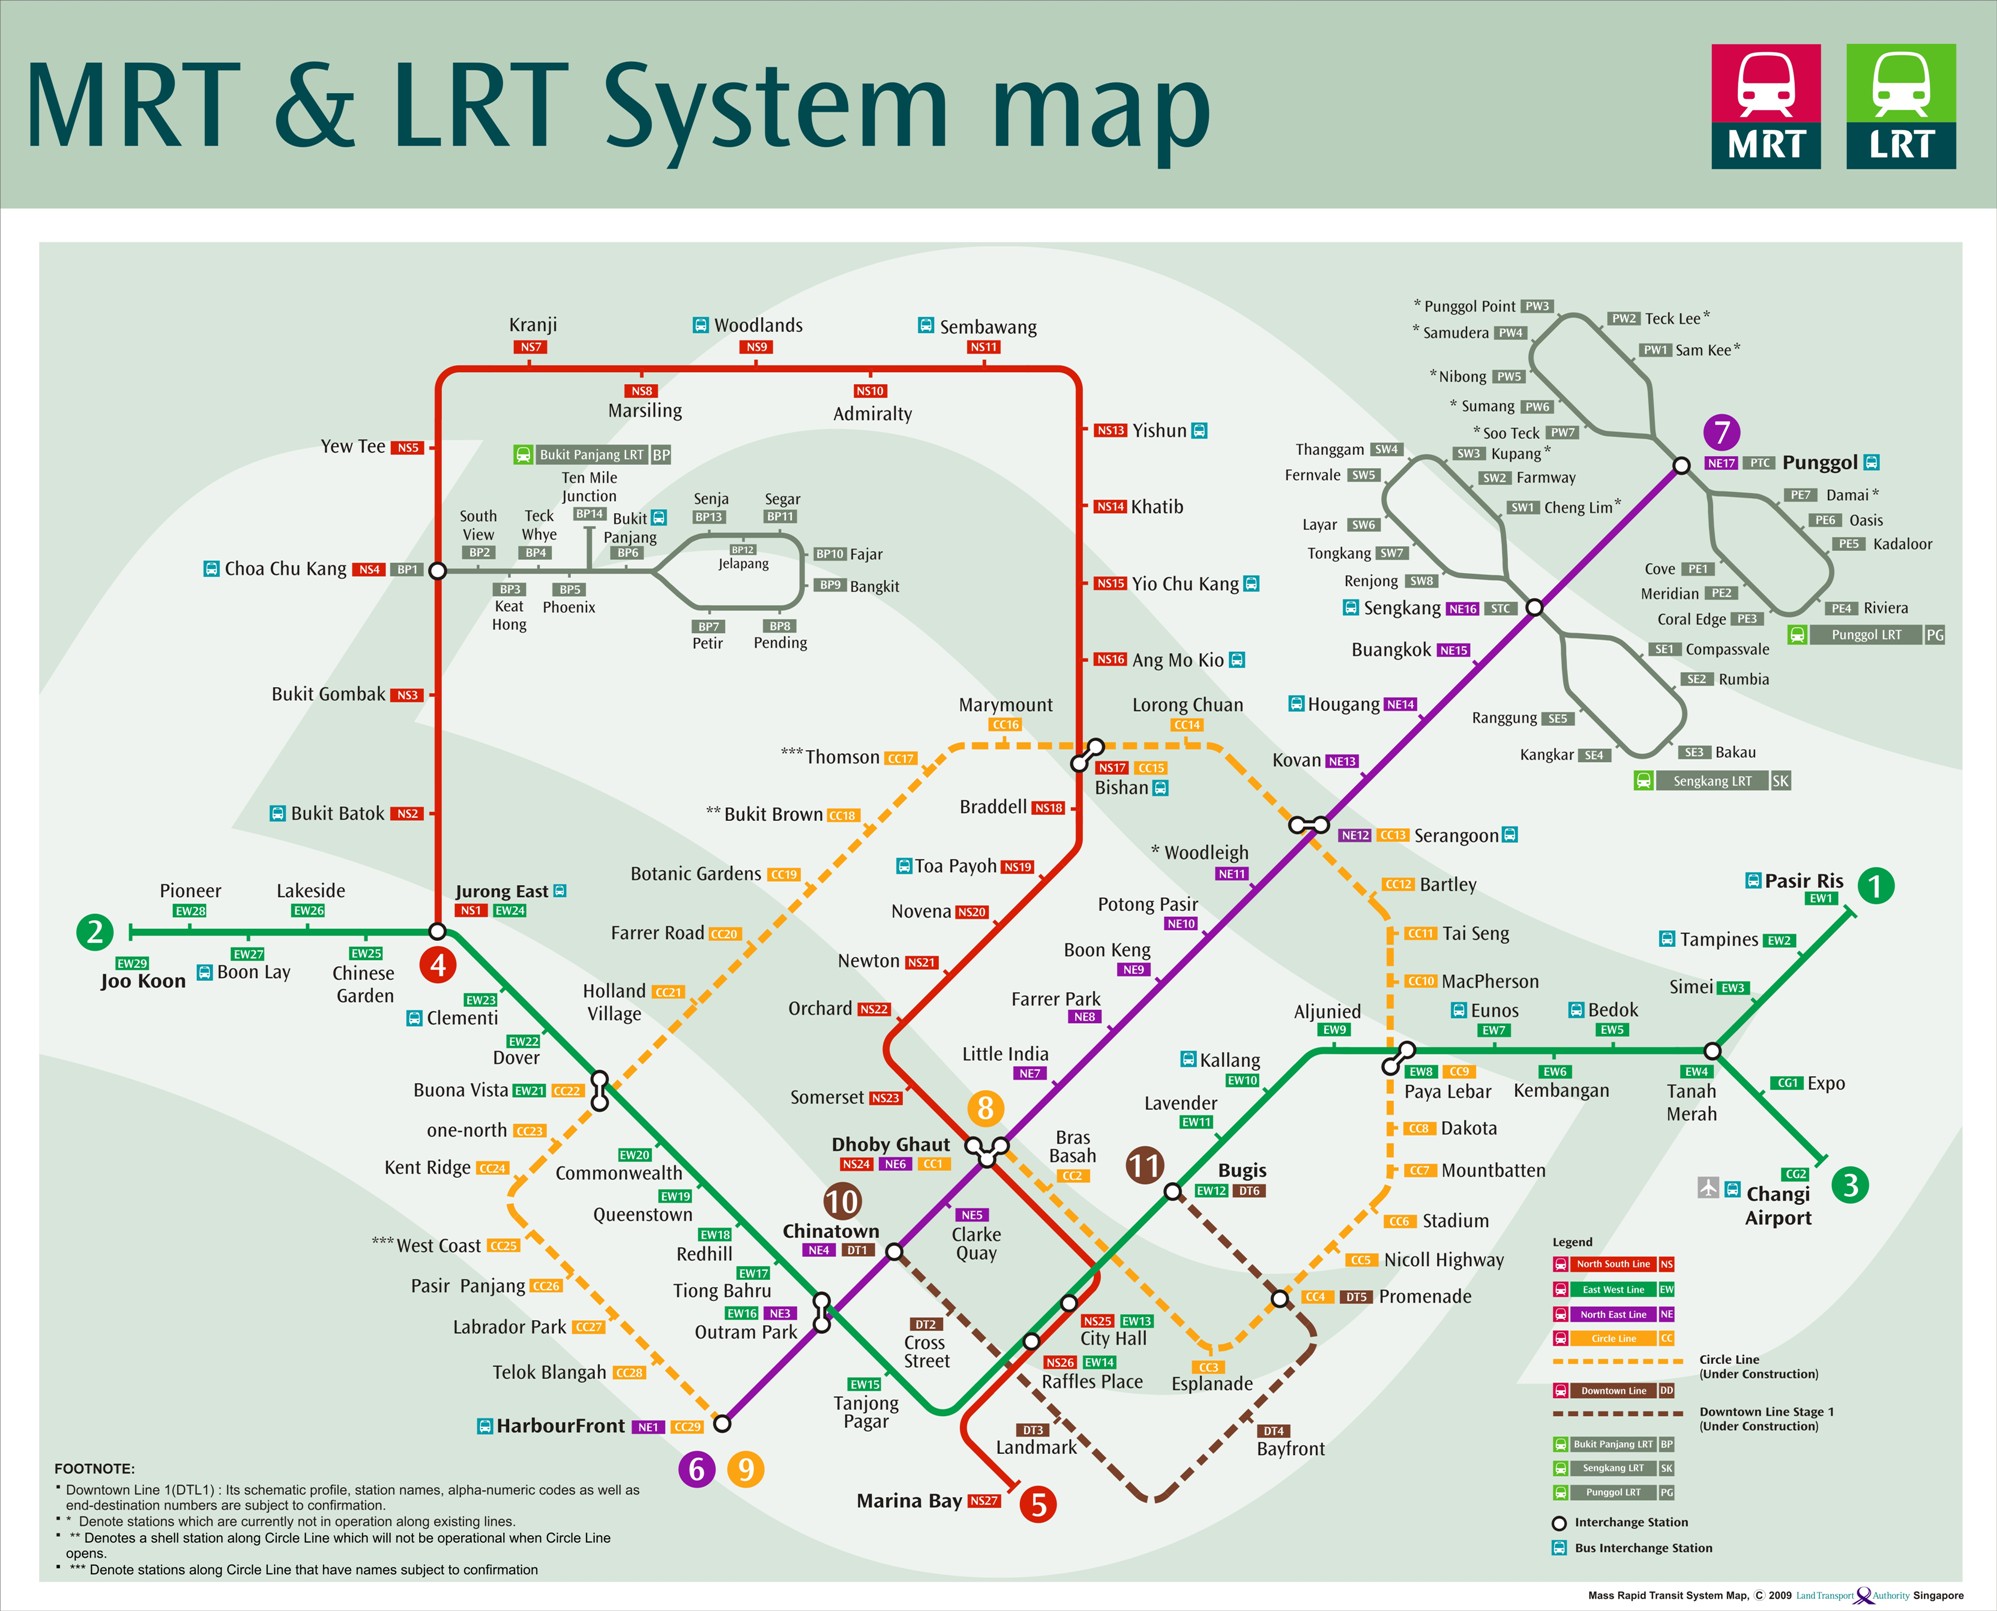 MRT & LRT System map
MRT
LRT
Kranji
NS7
Woodlands
NS9
Sembawang
NS11
NS8
Marsiling
NS10
Admiralty
Yew Tee NS5
NS13 Yishun
NS14 Khatib
NS15 Yio Chu Kang
NS16 Ang Mo Kio
Bukit Panjang LRT BP
Ten Mile
Junction
BP14
South
View
BP2
Teck
Whye
BP4
Bukit
Panjang
BP6
Senja
BP13
Segar
BP11
BP12
Jelapang
BP10 Fajar
BP9 Bangkit
Choa Chu Kang NS4 BP1
BP3
Keat
Hong
BP5
Phoenix
BP7
Petir
BP8
Pending
Bukit Gombak NS3
Bukit Batok NS2
*Punggol Point PW3
*Samudera PW4
*Nibong PW5
*Sumang PW6
*Soo Teck PW7
PW2 Teck Lee*
PW1 Sam Kee*
7
NE17 PTC Punggol
Thanggam SW4
Fernvale SW5
Layar SW6
Tongkang SW7
Renjong SW8
SW3 Kupang*
SW2 Farmway
SW1 Cheng Lim*
PE7 Damai*
PE6 Oasis
PE5 Kadaloor
Cove PE1
Meridian PE2
Coral Edge PE3
PE4 Riviera
Punggol LRT PG
Sengkang NE16 STC
Buangkok NE15
Hougang NE14
Kovan NE13
SE1 Compassvale
SE2 Rumbia
Ranggung SE5
Kangkar SE4
SE3 Bakau
Sengkang LRT SK
Marymount
CC16
Lorong Chuan
CC14
***Thomson CC17
NS17 CC15
Bishan
Braddell NS18
**Bukit Brown CC18
NE12 CC13 Serangoon
Botanic Gardens CC19
Toa Payoh NS19
* Woodleigh
NE11
CC12 Bartley
Farrer Road CC20
Novena NS20
Potong Pasir
NE10
CC11 Tai Seng
Newton NS21
Boon Keng
NE9
CC10 MacPherson
Holland
Village
CC21
Orchard NS22
Farrer Park
NE8
Somerset NS23
Little India
NE7
Pioneer
EW28
Lakeside
EW26
Jurong East
NS1 EW24
2
EW29
Joo Koon
EW27
Boon Lay
EW25
Chinese
Garden
4
EW23
Clementi
EW22
Dover
Buona Vista EW21 CC22
one-north CC23
Kent Ridge CC24
EW20
Commonwealth
EW19
Queenstown
EW18
Redhill
EW17
Tiong Bahru
EW16 NE3
Outram Park
***West Coast CC25
Pasir Panjang CC26
Labrador Park CC27
Telok Blangah CC28
HarbourFront NE1 CC29
6
9
8
Dhoby Ghaut
NS24 NE6 CC1
Bras
Basah
CC2
10
Chinatown
NE4 DT1
NE5
Clarke
Quay
DT2
Cross
Street
EW15
Tanjong
Pagar
NS25 EW13
City Hall
NS26 EW14
Raffles Place
DT3
Landmark
DT4
Bayfront
CC3
Esplanade
Marina Bay NS27
5
11
Bugis
EW12 DT6
Lavender
EW11
Kallang
EW10
Aljunied
EW9
EW8 CC9
Paya Lebar
Eunos
EW7
EW6
Kembangan
Bedok
EW5
EW4
Tanah
Merah
Simei EW3
Tampines EW2
Pasir Ris
EW1
1
CG1 Expo
CG2
Changi
Airport
3
CC8 Dakota
CC7 Mountbatten
CC6 Stadium
CC5 Nicoll Highway
CC4 DT5 Promenade
Legend
North South Line NS
East West Line EW
North East Line NE
Circle Line CC
Circle Line
(Under Construction)
Downtown Line DD
Downtown Line Stage 1
(Under Construction)
Bukit Panjang LRT BP
Sengkang LRT SK
Punggol LRT PG
Interchange Station
Bus Interchange Station
FOOTNOTE:
Downtown Line 1(DTL1) : Its schematic profile, station names, alpha-numeric codes as well as
end-destination numbers are subject to confirmation.
* Denote stations which are currently not in operation along existing lines.
** Denotes a shell station along Circle Line which will not be operational when Circle Line
opens.
*** Denote stations along Circle Line that have names subject to confirmation
Mass Rapid Transit System Map, © 2009 Land Transport Authority Singapore